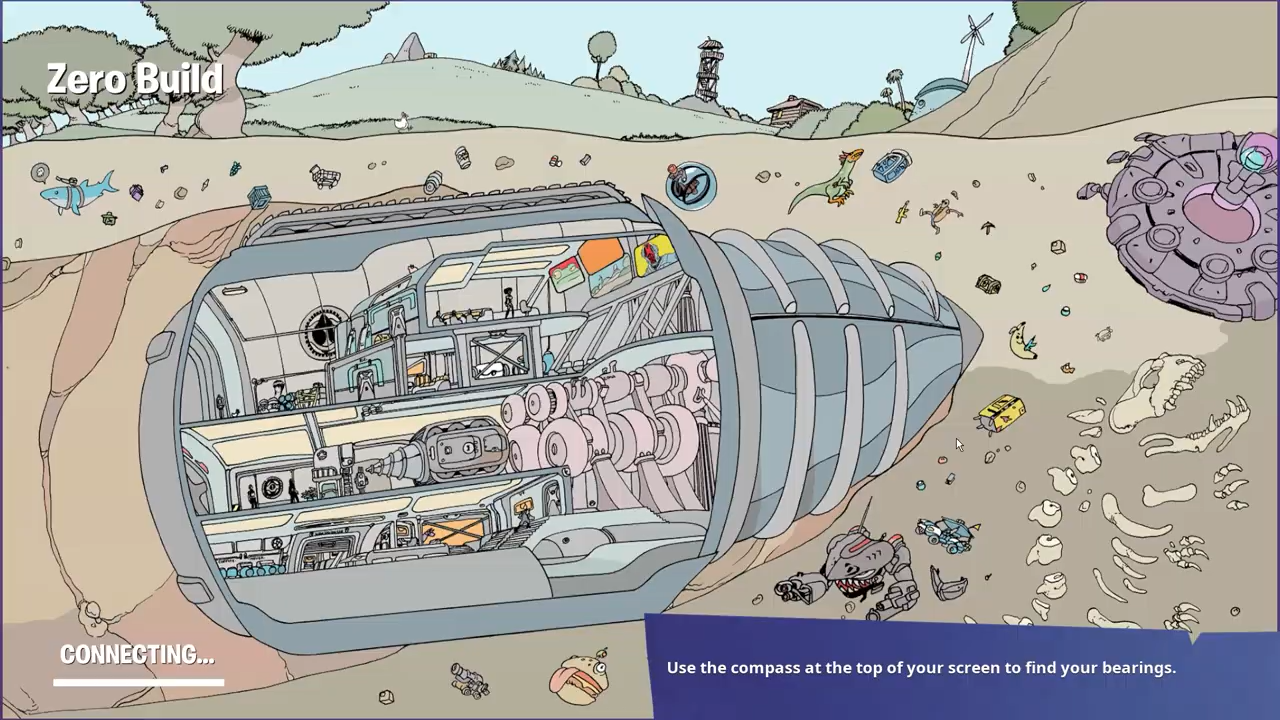 Zero Build
CONNECTING...
Use the compass at the top of your screen to find your bearings.